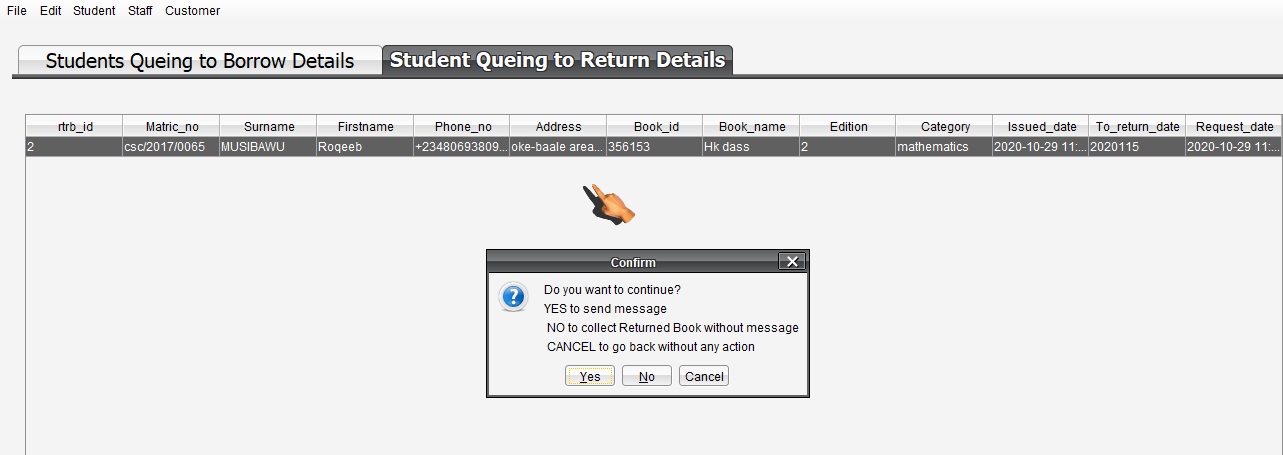 File Edit Student Staff Customer
Students Queing to Borrow Details Student Queing to Return Details
rtrb_id Matric_no Surname Firstname Phone_no Address Book_id Book_name Edition Category Issued_date To_return_date Request_date
2 csc/2017/0065 MUSIBAWU Roqeeb +23480693809... oke-baale area... 356153 Hk dass 2 mathematics 2020-10-29 11:... 2020115 2020-10-29 11:...
Confirm
Do you want to continue?
YES to send message
NO to collect Returned Book without message
CANCEL to go back without any action
Yes No Cancel